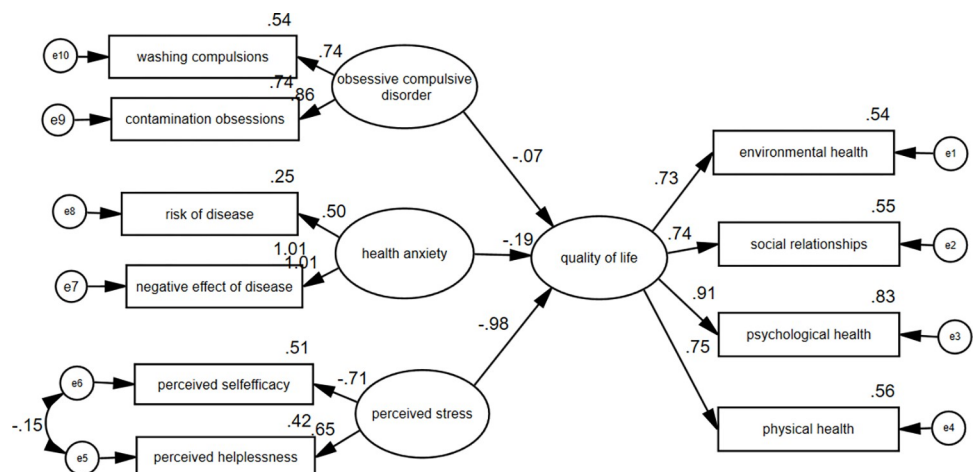 .54
e10
washing compulsions
.74
obsessive compulsive
disorder
.74
.86
e9
contamination obsessions
-.07
.54
environmental health
e1
.73
.25
e8
risk of disease
.50
health anxiety
-.19
1.01
1.01
e7
negative effect of disease
quality of life
.55
.74
social relationships
e2
.91
.83
psychological health
e3
.75
-.98
.51
e6
perceived selfefficacy
-.71
perceived stress
-.15
.42
.65
e5
perceived helplessness
.56
physical health
e4